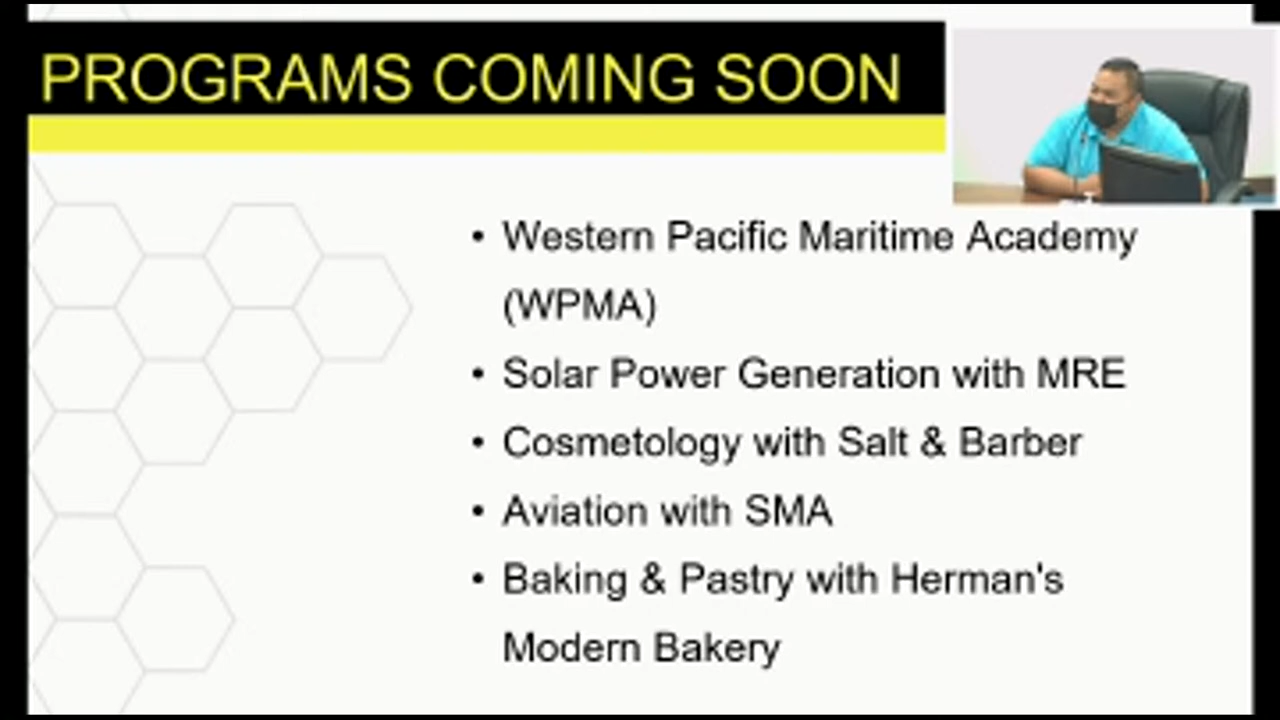 PROGRAMS COMING SOON
• Western Pacific Maritime Academy
(WPMA)
• Solar Power Generation with MRE
• Cosmetology with Salt & Barber
• Aviation with SMA
• Baking & Pastry with Herman's
Modern Bakery